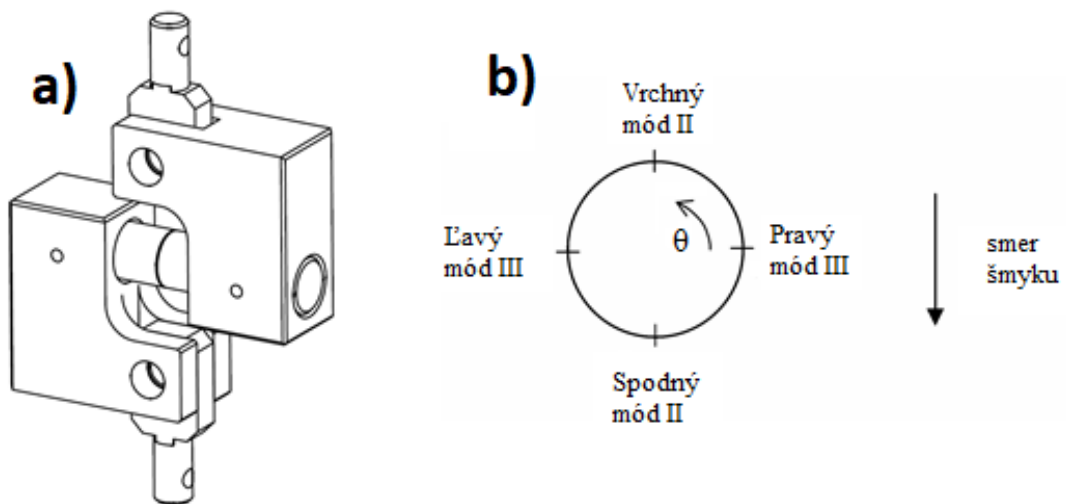 a)
b)
Vrchný
mód II
Ľavý
mód III
θ
Pravý
mód III
smer
šmyku
Spodný
mód II